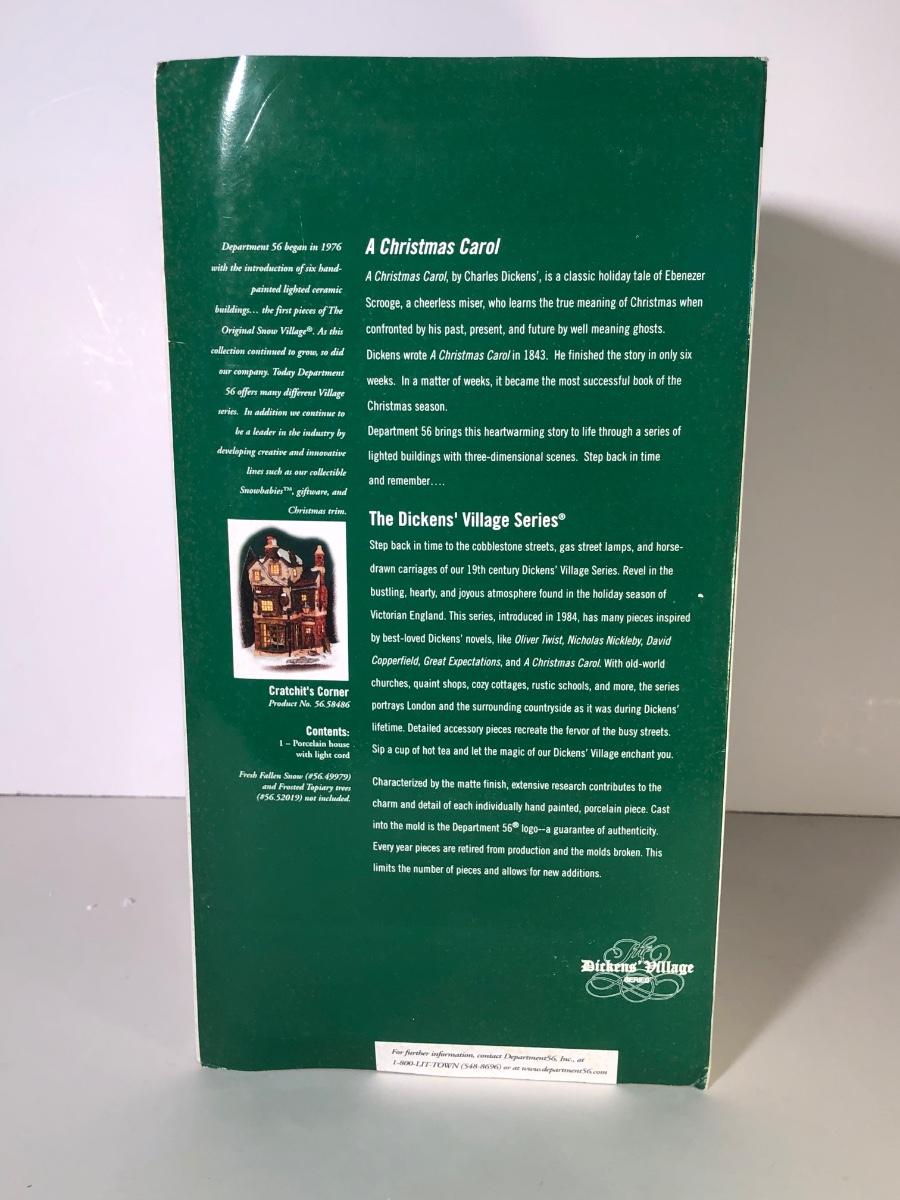 Department 56 began in 1976
with the introduction of six hand-
painted lighted ceramic
buildings... the first pieces of The
Original Snow Village®. As this
collection continued to grow, so did
our company. Today Department
56 offers many different Village
series. In addition we continue to
be a leader in the industry by
developing creative and innovative
lines such as our collectible
Snowbabies™, giftware, and
Christmas trim.
Cratchit's Corner
Product No. 56.58486
Contents:
1 – Porcelain house
with light cord
Fresh Fallen Snow (#56.49979)
and Frosted Topiary trees
(#56.52019) not included.
A Christmas Carol
A Christmas Carol, by Charles Dickens', is a classic holiday tale of Ebenezer
Scrooge, a cheerless miser, who learns the true meaning of Christmas when
confronted by his past, present, and future by well meaning ghosts.
Dickens wrote A Christmas Carol in 1843. He finished the story in only six
weeks. In a matter of weeks, it became the most successful book of the
Christmas season.
Department 56 brings this heartwarming story to life through a series of
lighted buildings with three-dimensional scenes. Step back in time
and remember....
The Dickens' Village Series®
Step back in time to the cobblestone streets, gas street lamps, and horse-
drawn carriages of our 19th century Dickens' Village Series. Revel in the
bustling, hearty, and joyous atmosphere found in the holiday season of
Victorian England. This series, introduced in 1984, has many pieces inspired
by best-loved Dickens' novels, like Oliver Twist, Nicholas Nickleby, David
Copperfield, Great Expectations, and A Christmas Carol. With old-world
churches, quaint shops, cozy cottages, rustic schools, and more, the series
portrays London and the surrounding countryside as it was during Dickens'
lifetime. Detailed accessory pieces recreate the fervor of the busy streets.
Sip a cup of hot tea and let the magic of our Dickens' Village enchant you.
Characterized by the matte finish, extensive research contributes to the
charm and detail of each individually hand painted, porcelain piece. Cast
into the mold is the Department 56® logo--a guarantee of authenticity.
Every year pieces are retired from production and the molds broken. This
limits the number of pieces and allows for new additions.
The
Dickens' Village
SERIES
For further information, contact Department56, Inc., at
1-800-LIT-TOWN (548-8696) or at www.department56.com